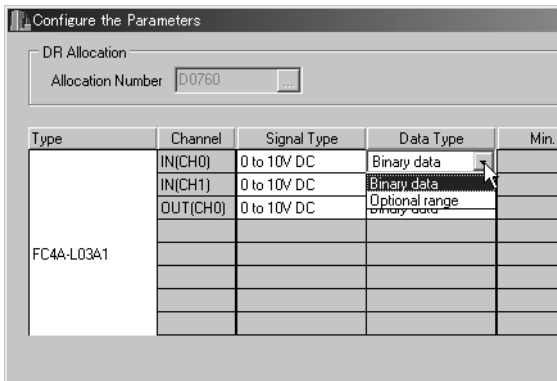 Configure the Parameters
DR Allocation
Allocation Number D0760 ...
Type Channel Signal Type Data Type Min.
IN(CH0) 0 to 10V DC Binary data
IN(CH1) 0 to 10V DC Binary data
OUT(CH0) 0 to 10V DC Optional range
Binary data
FC4A-L03A1